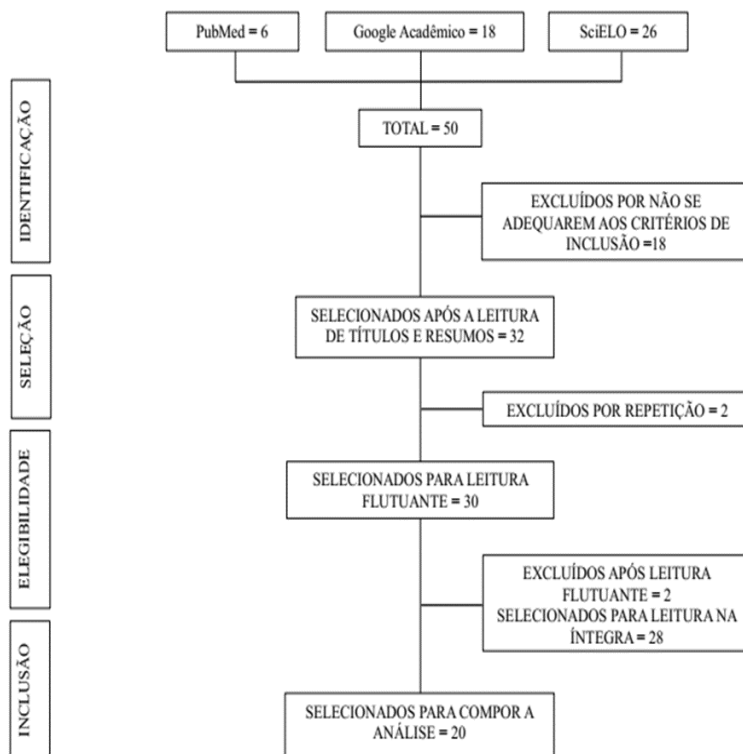 PubMed = 6
Google Acadêmico = 18
SciELO = 26
IDENTIFICAÇÃO
TOTAL = 50
EXCLUÍDOS POR NÃO SE
ADEQUAREM AOS CRITÉRIOS DE
INCLUSÃO =18
SELEÇÃO
SELECIONADOS APÓS A LEITURA
DE TÍTULOS E RESUMOS = 32
EXCLUÍDOS POR REPETIÇÃO = 2
ELEGIBILIDADE
SELECIONADOS PARA LEITURA
FLUTUANTE = 30
EXCLUÍDOS APÓS LEITURA
FLUTUANTE = 2
SELECIONADOS PARA LEITURA NA
ÍNTEGRA = 28
INCLUSÃO
SELECIONADOS PARA COMPOR A
ANÁLISE = 20